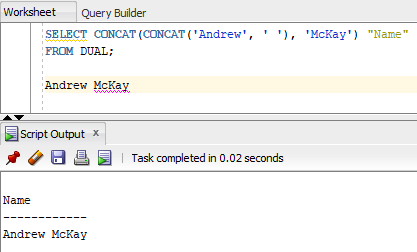 Worksheet Query Builder
SELECT CONCAT(CONCAT('Andrew', ' '), 'McKay') "Name"
FROM DUAL;
Andrew McKay
Script Output x
Task completed in 0.02 seconds
Name
------------
Andrew McKay